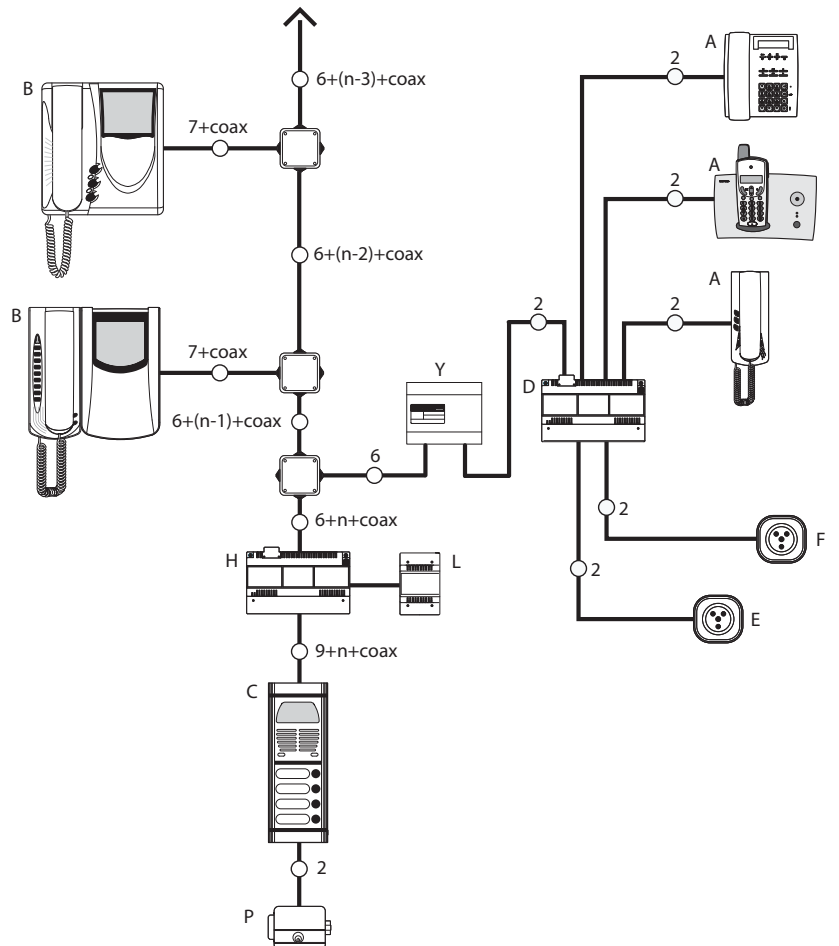 6+(n-3)+coax
A
2
B
7+coax
A
2
6+(n-2)+coax
A
2
2
B
7+coax
Y
D
6+(n-1)+coax
6
2
F
6+n+coax
H
L
2
E
9+n+coax
C
2
P